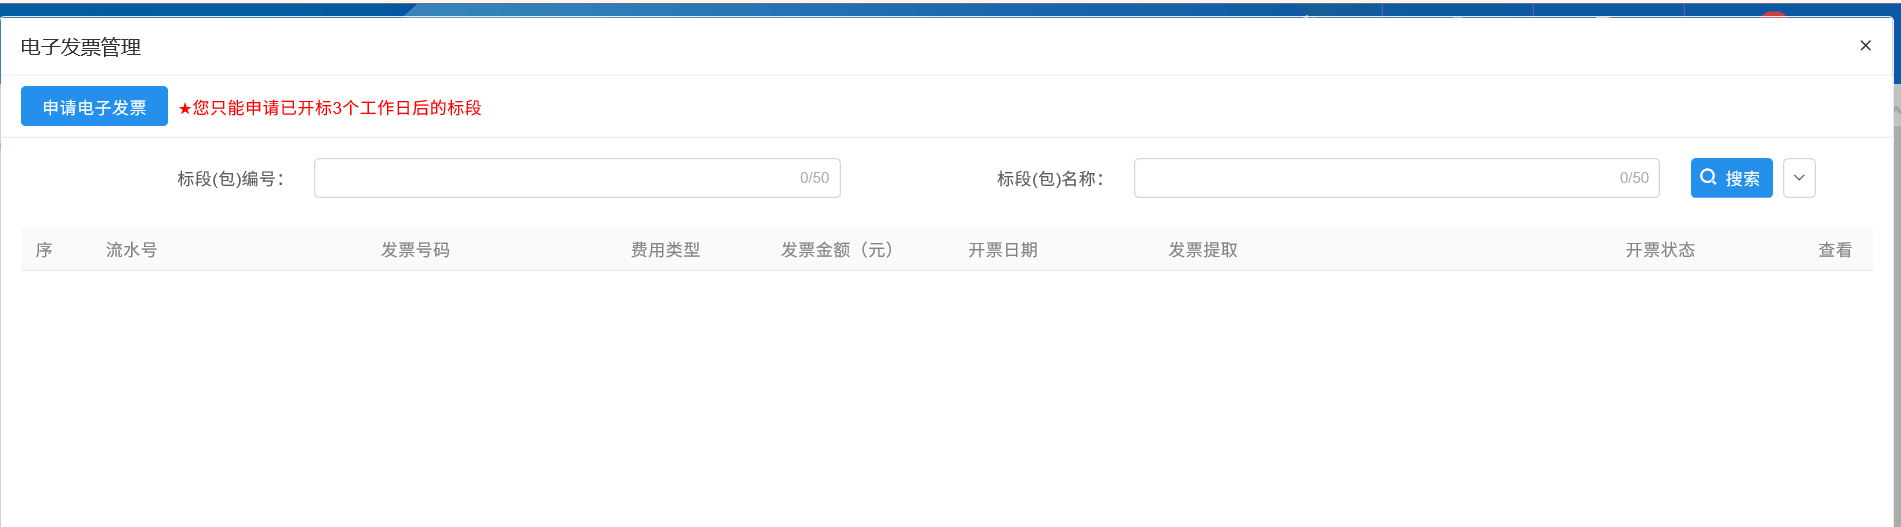 电子发票管理
×
申请电子发票 ★您只能申请已开标3个工作日后的标段
标段(包)编号： 0/50 标段(包)名称： 0/50 搜索
序 流水号 发票号码 费用类型 发票金额（元） 开票日期 发票提取 开票状态 查看